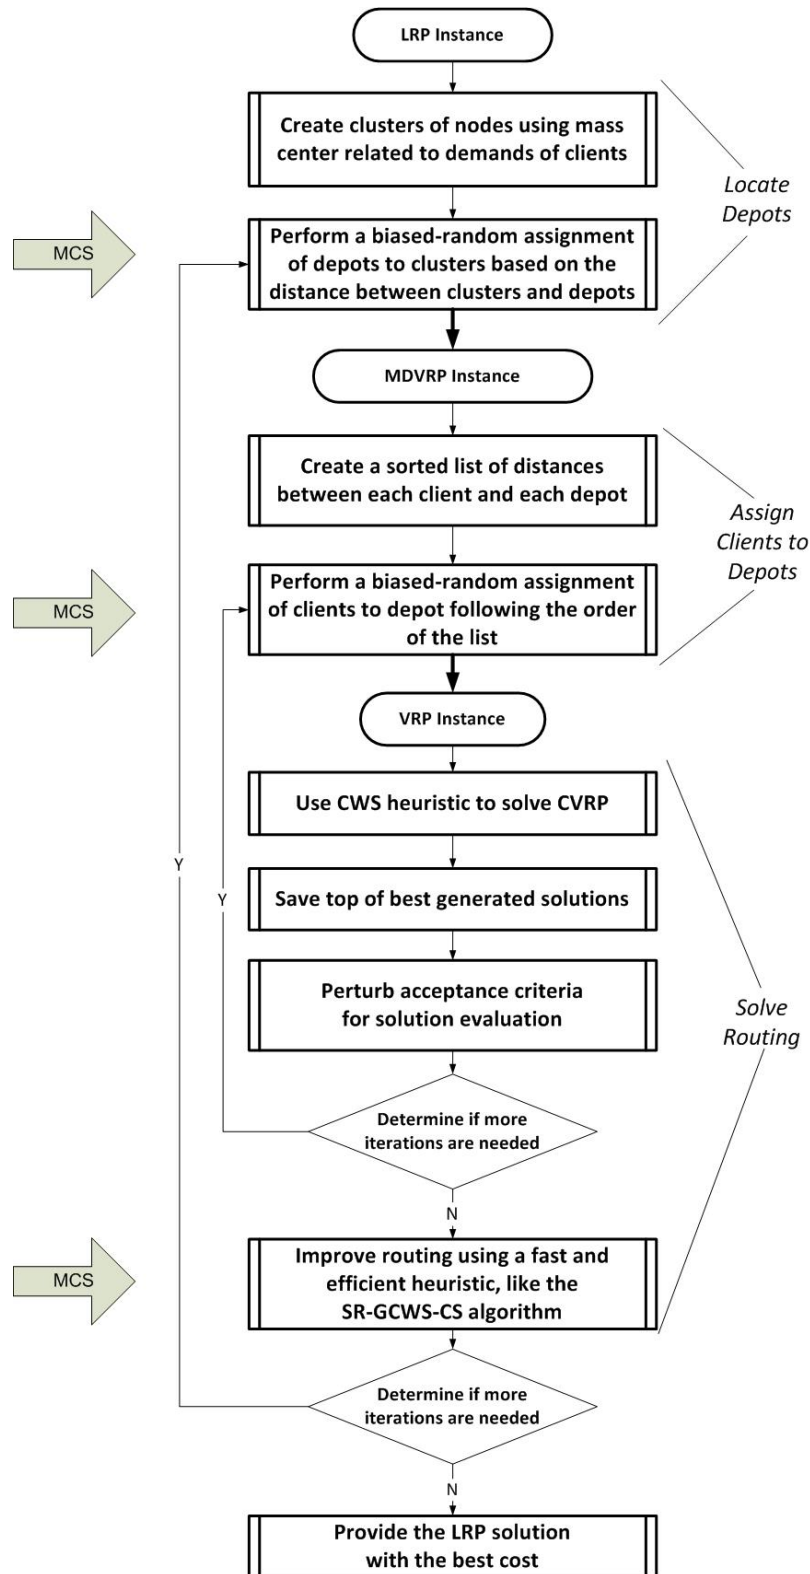 LRP Instance
Create clusters of nodes using mass
center related to demands of clients
Locate
Depots
MCS
Perform a biased-random assignment
of depots to clusters based on the
distance between clusters and depots
MDVRP Instance
Create a sorted list of distances
between each client and each depot
Assign
Clients to
Depots
MCS
Perform a biased-random assignment
of clients to depot following the order
of the list
VRP Instance
Use CWS heuristic to solve CVRP
Y
Y
Save top of best generated solutions
Perturb acceptance criteria
for solution evaluation
Solve
Routing
Determine if more
iterations are needed
N
MCS
Improve routing using a fast and
efficient heuristic, like the
SR-GCWS-CS algorithm
Determine if more
iterations are needed
N
Provide the LRP solution
with the best cost